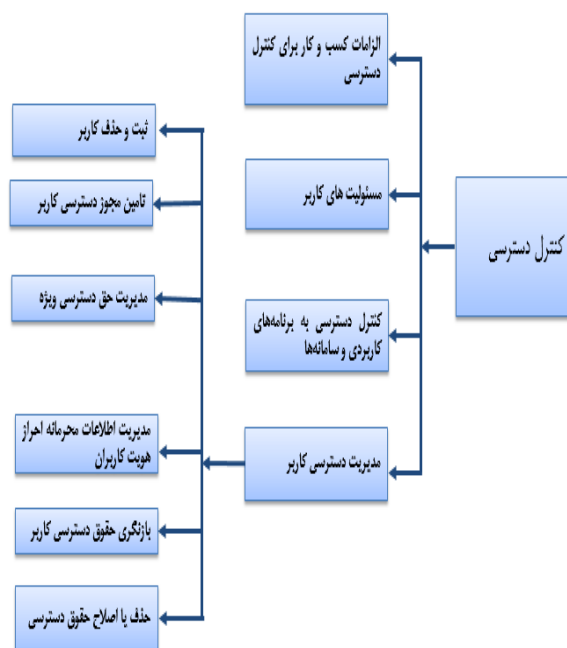 کنترل دسترسی
الزامات کسب و کار برای کنترل
دسترسی
مسئولیت های کاربر
کنترل دسترسی به برنامه‌های
کاربردی و سامانه‌ها
مدیریت دسترسی کاربر
ثبت و حذف کاربر
تامین مجوز دسترسی کاربر
مدیریت حق دسترسی ویژه
مدیریت اطلاعات محرمانه احراز
هویت کاربران
بازنگری حقوق دسترسی کاربر
حذف یا اصلاح حقوق دسترسی